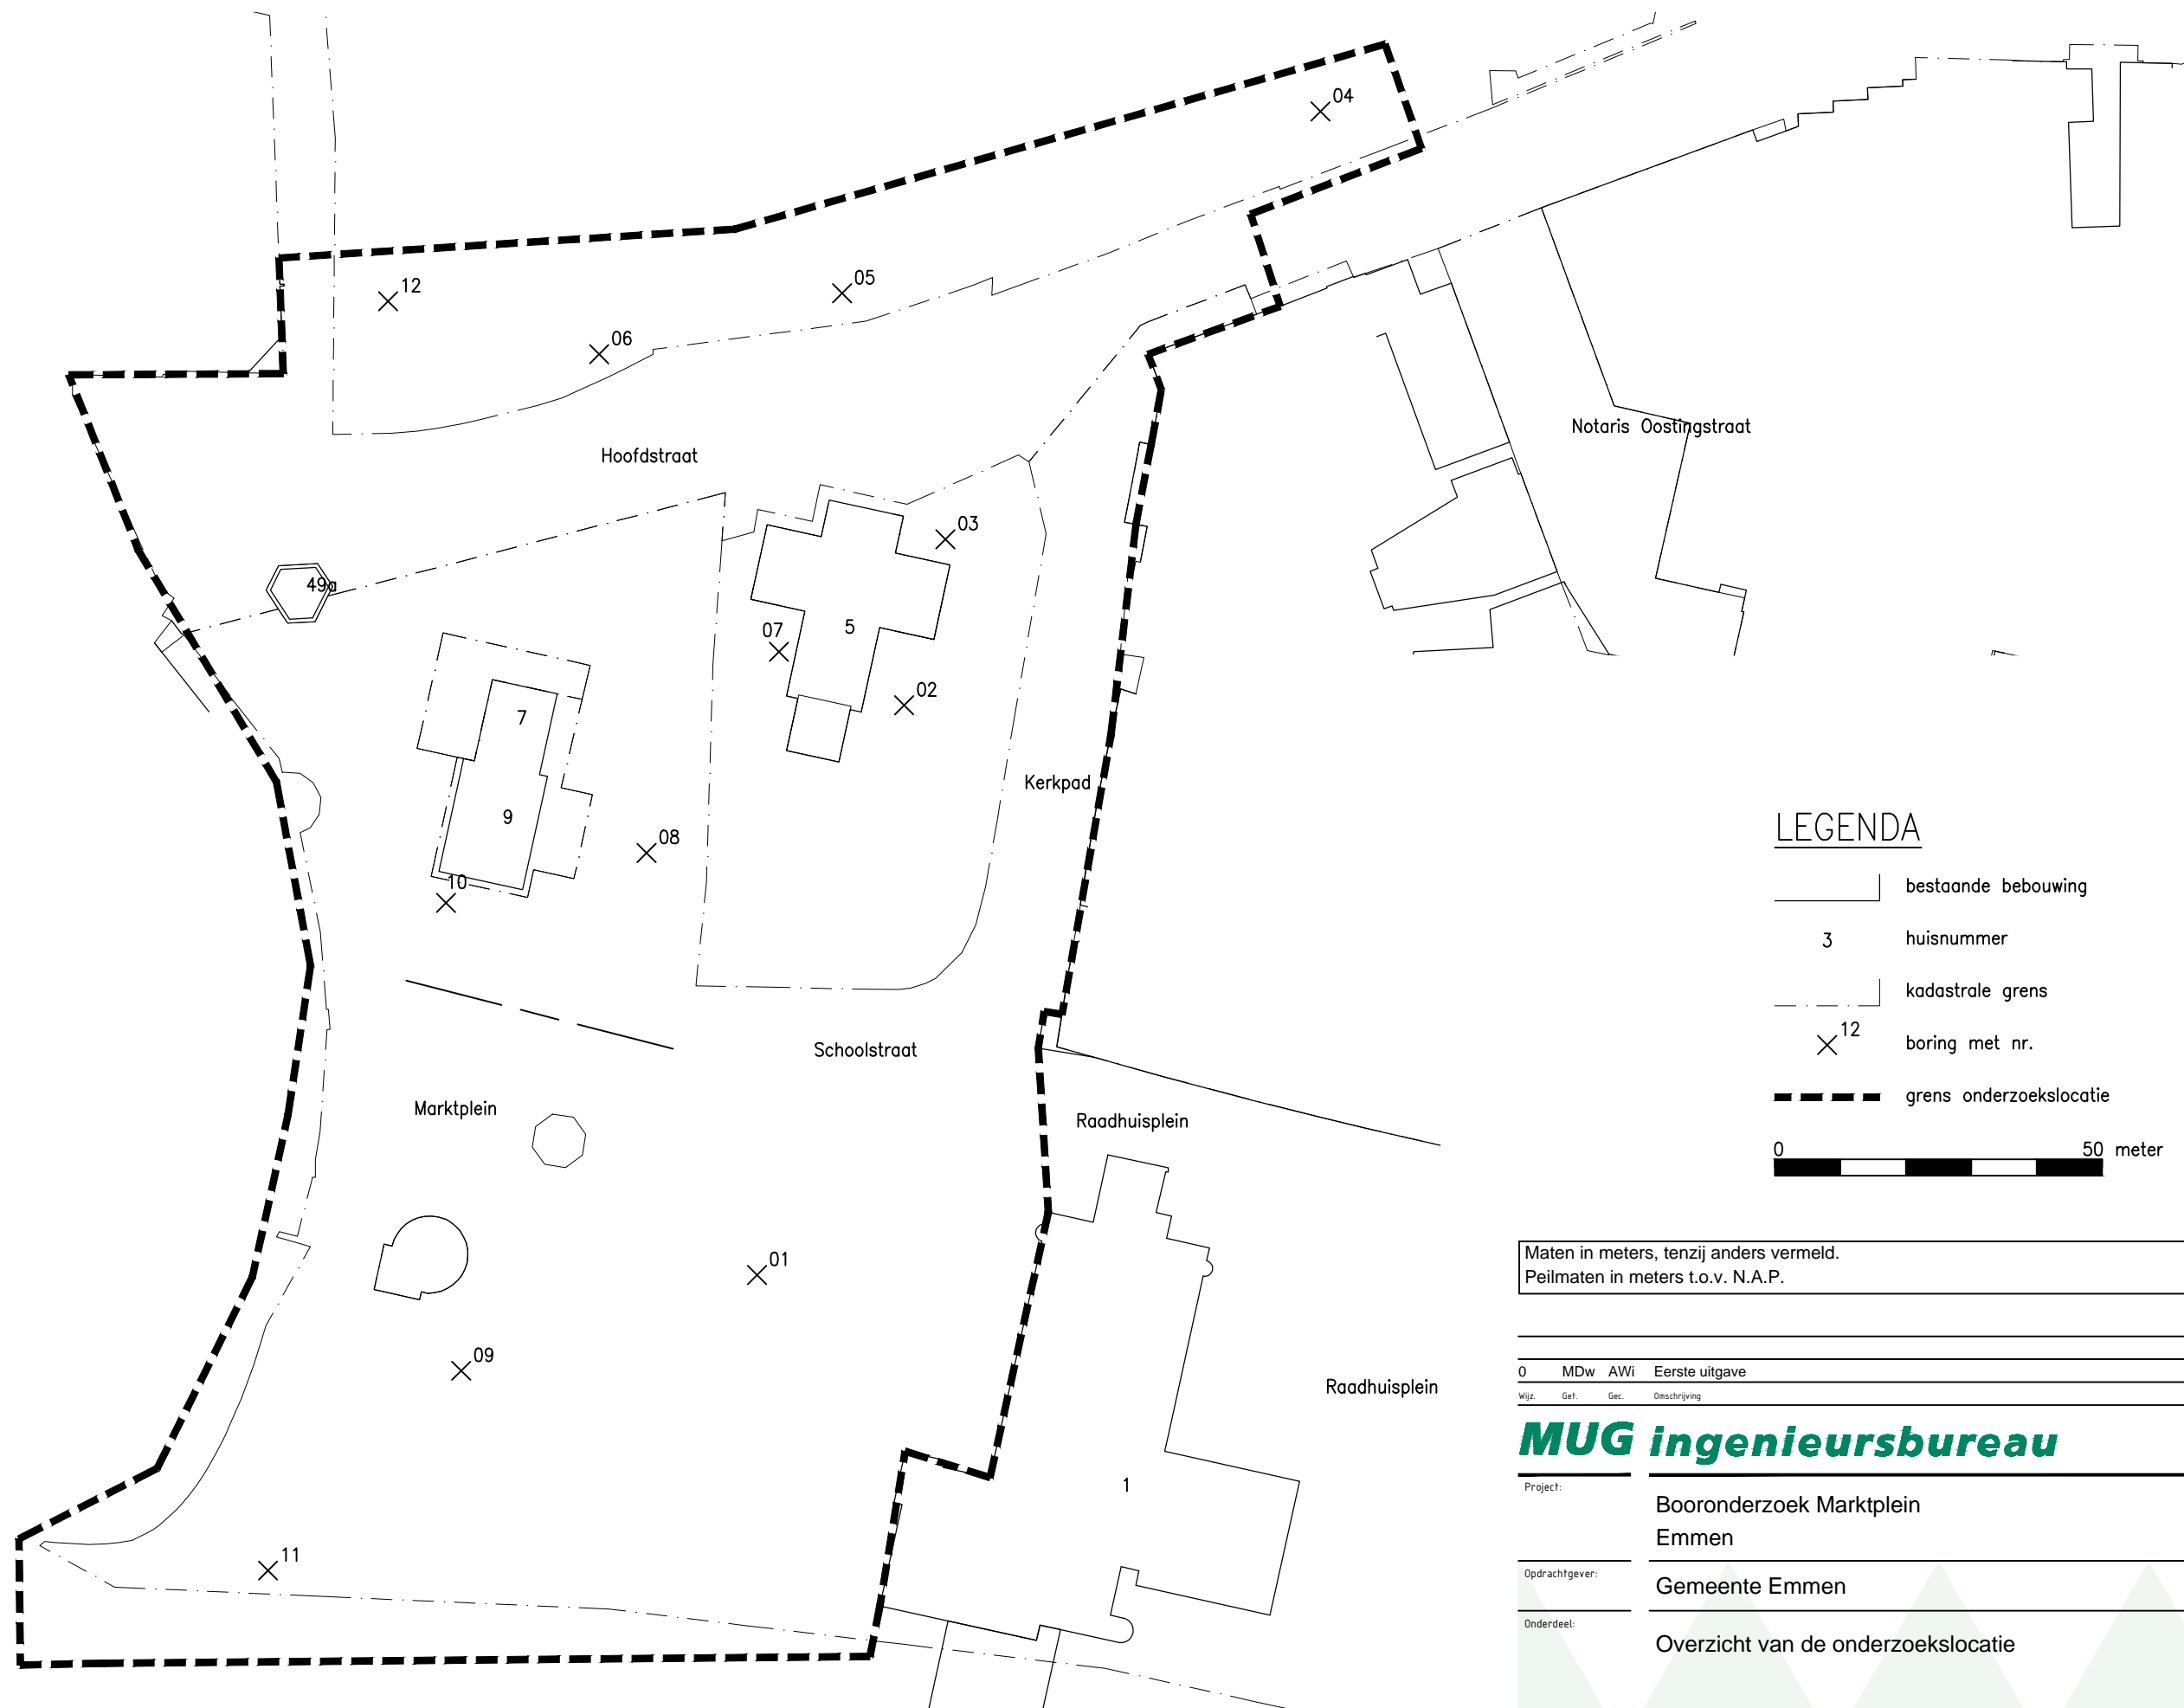 04
12
05
06
Hoofdstraat
Notaris Oostingstraat
03
49a
5
07
02
7
Kerkpad
9
08
10
Schoolstraat
Marktplein
Raadhuisplein
01
09
Raadhuisplein
1
11
LEGENDA
bestaande bebouwing
3 huisnummer
kadastrale grens
12 boring met nr.
grens onderzoekslocatie
0 50 meter
Maten in meters, tenzij anders vermeld.
Peilmaten in meters t.o.v. N.A.P.
0 MDw AWi Eerste uitgave
Wijz. Get. Gec. Omschrijving
MUG ingenieursbureau
Project:
Booronderzoek Marktplein
Emmen
Opdrachtgever:
Gemeente Emmen
Onderdeel:
Overzicht van de onderzoekslocatie